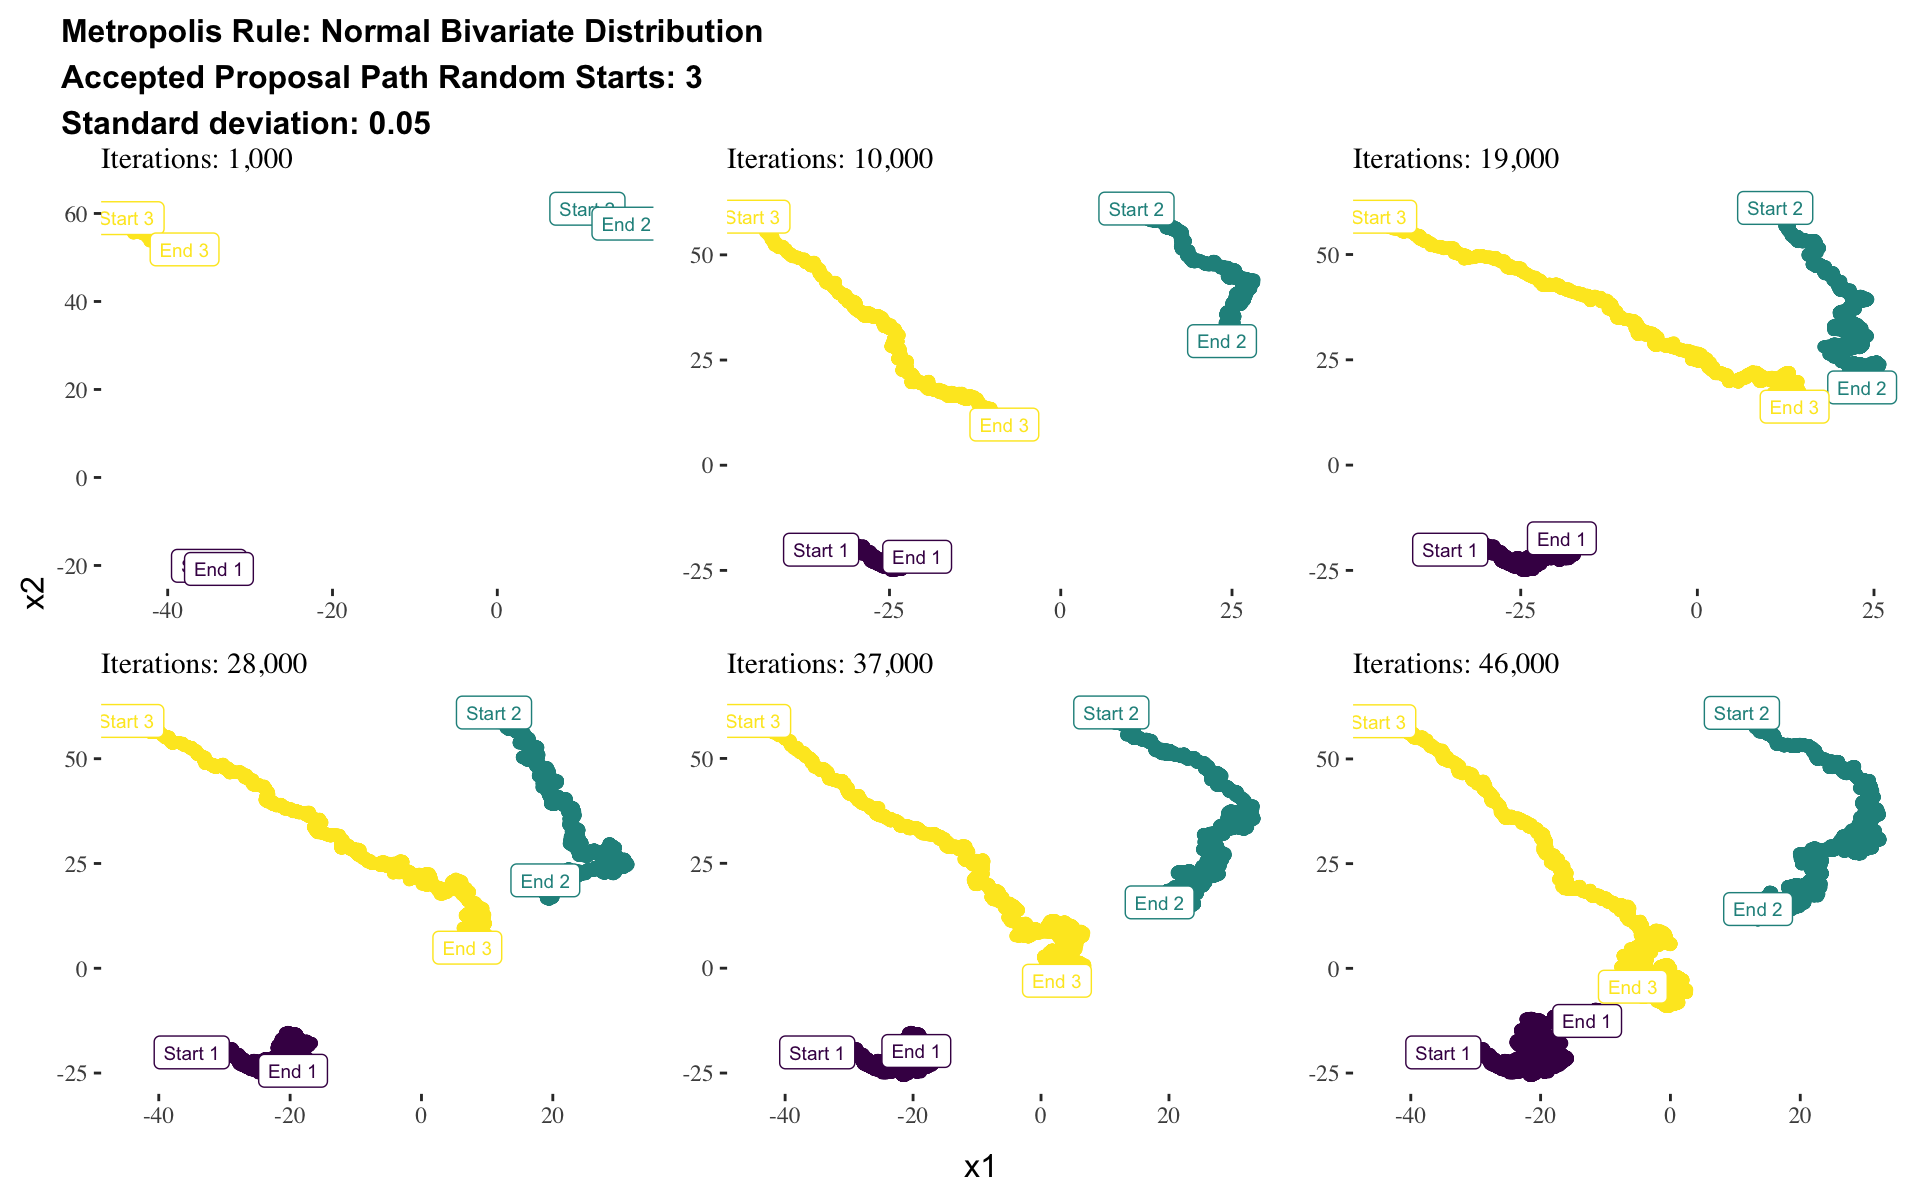 Metropolis Rule: Normal Bivariate Distribution
Accepted Proposal Path Random Starts: 3
Standard deviation: 0.05
Iterations: 1,000
60
40
20
0
-20
-40
-20
0
Start 3
End 3
Start
End 2
End 1
Iterations: 10,000
50
25
0
-25
-25
0
25
Start 3
Start 2
End 2
End 3
Start 1
End 1
Iterations: 19,000
50
25
0
-25
-25
0
25
Start 3
Start 2
End 2
End 3
Start 1
End 1
x2
Iterations: 28,000
50
25
0
-25
-40
-20
0
20
Start 3
Start 2
End 2
End 3
Start 1
End 1
Iterations: 37,000
50
25
0
-25
-40
-20
0
20
Start 3
Start 2
End 2
End 3
Start 1
End 1
Iterations: 46,000
50
25
0
-25
-40
-20
0
20
Start 3
Start 2
End 2
End 3
Start 1
End 1
x1